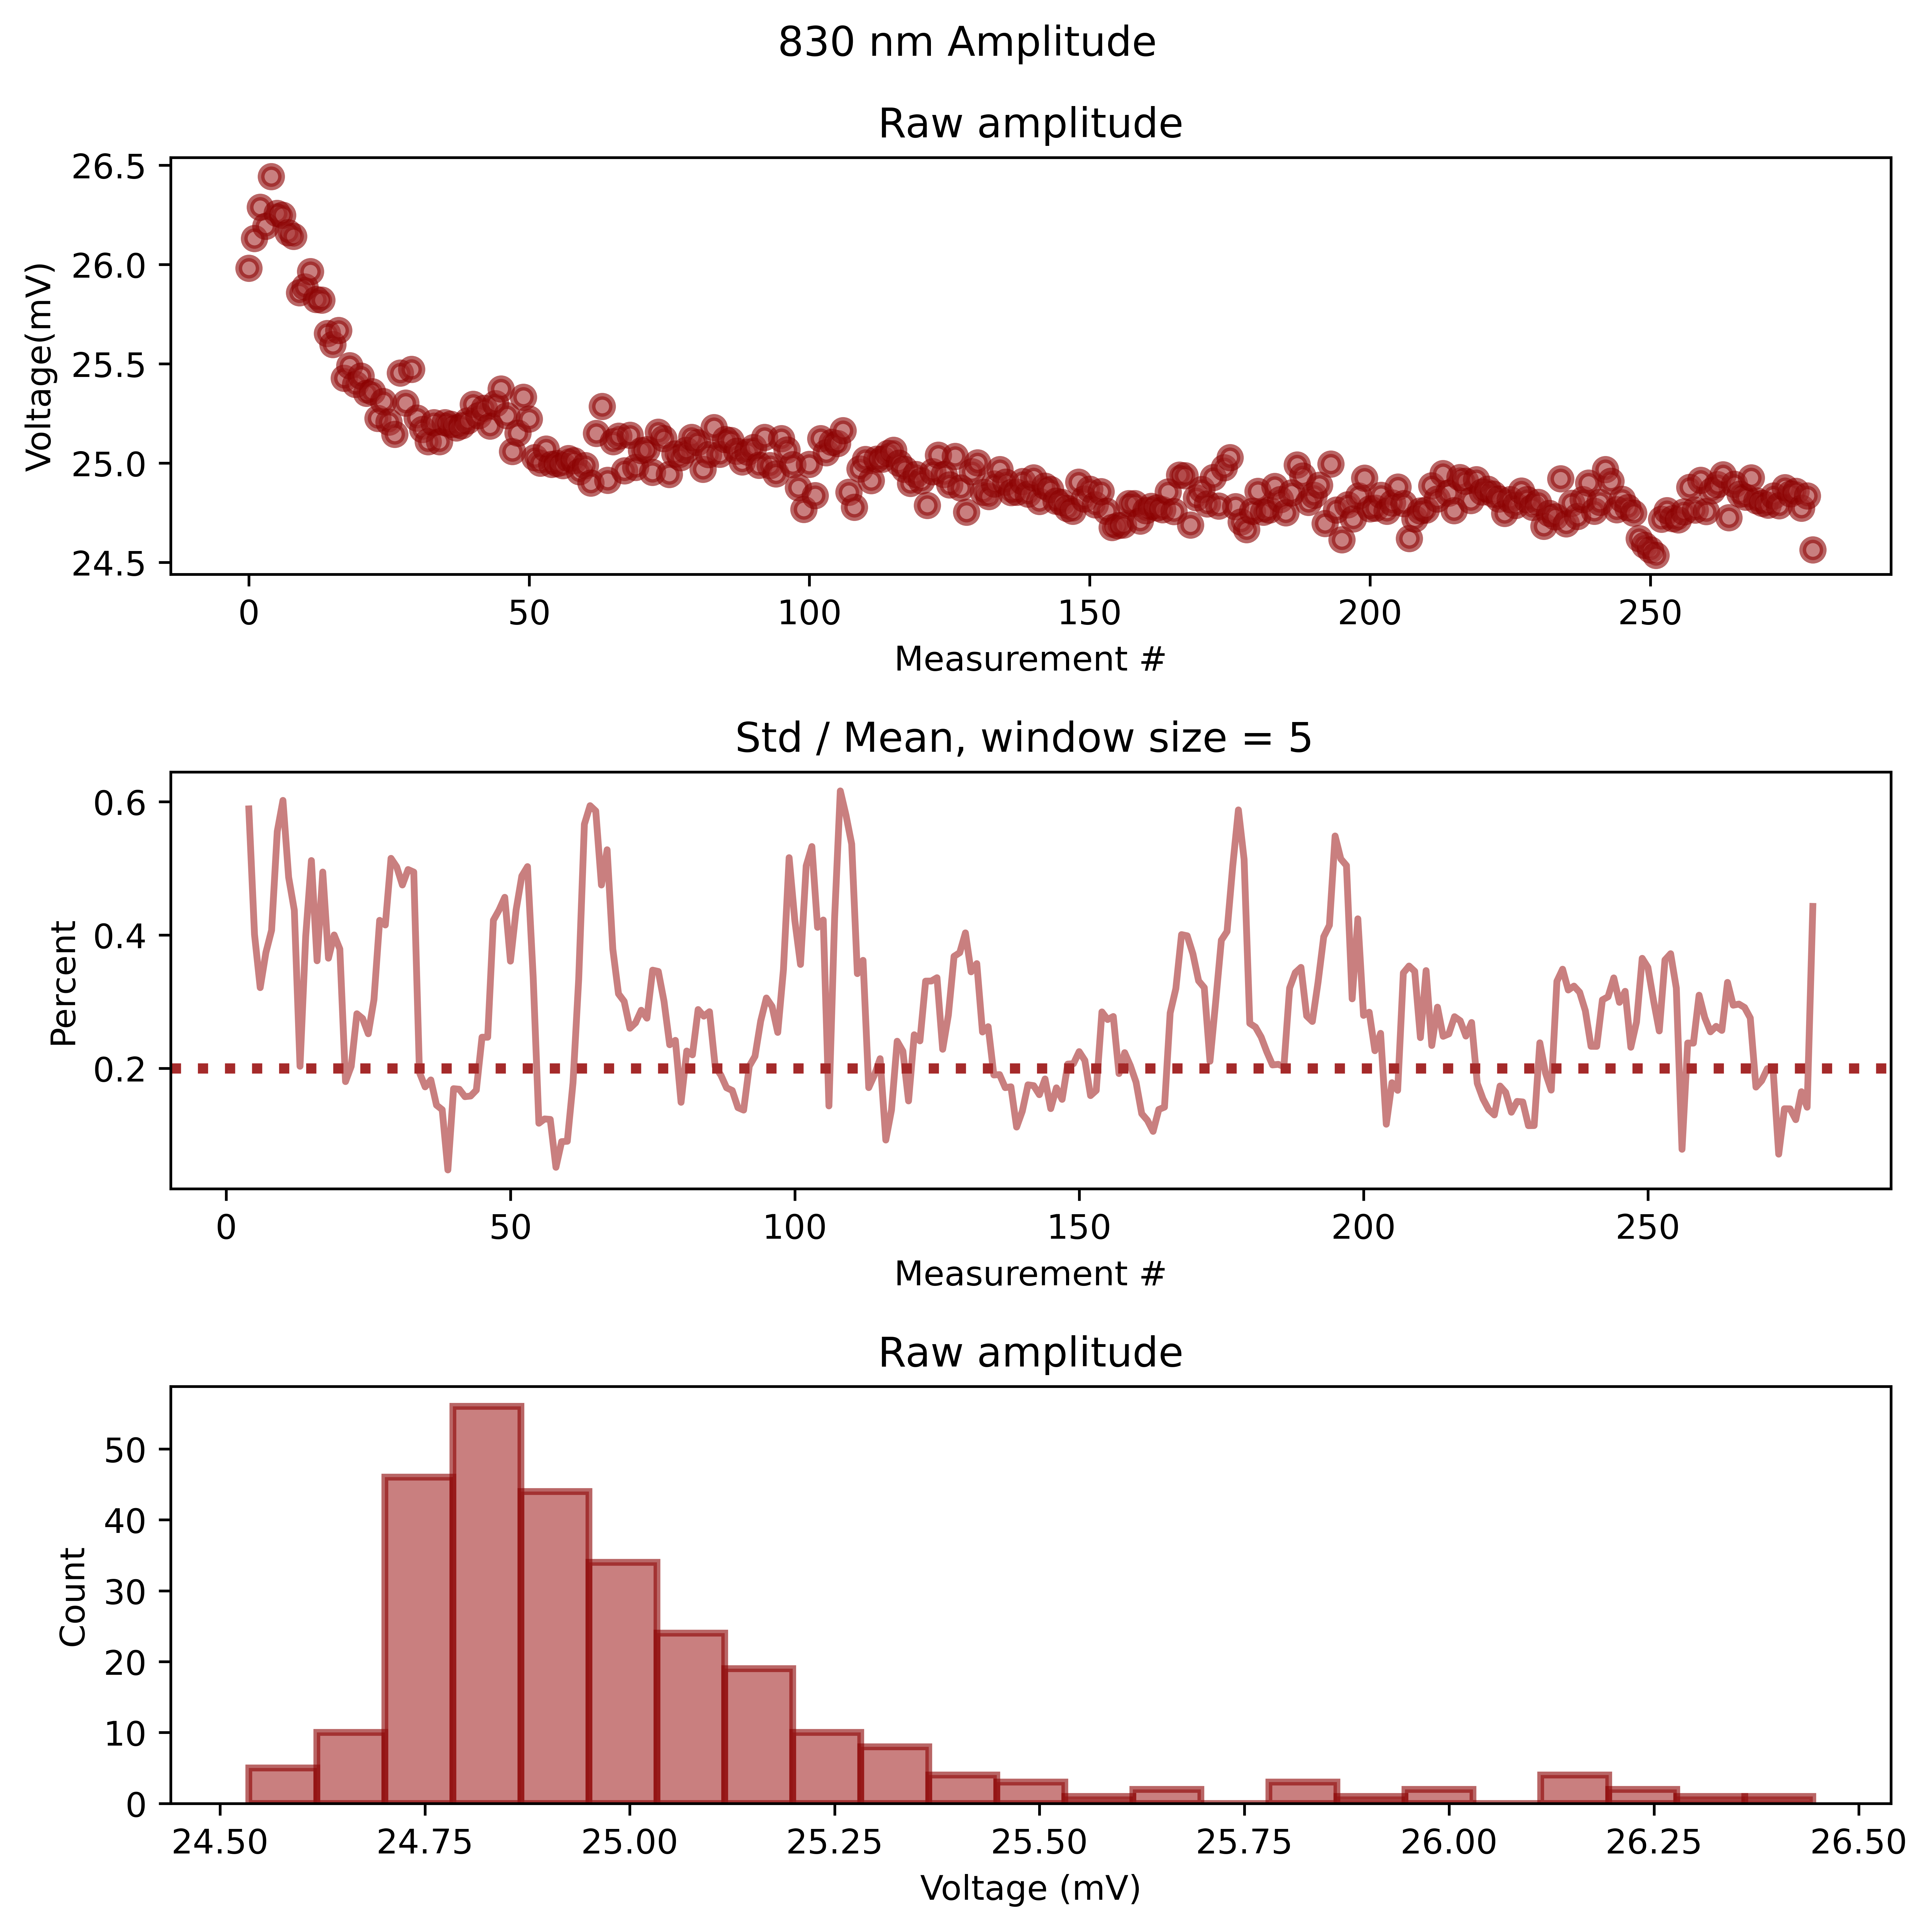 830 nm Amplitude
Raw amplitude
26.5
26.0
25.5
25.0
24.5
Voltage(mV)
0 50 100 150 200 250
Measurement #
Std / Mean, window size = 5
0.6
0.4
0.2
Percent
0 50 100 150 200 250
Measurement #
Raw amplitude
50
40
30
20
10
0
Count
24.50 24.75 25.00 25.25 25.50 25.75 26.00 26.25 26.50
Voltage (mV)